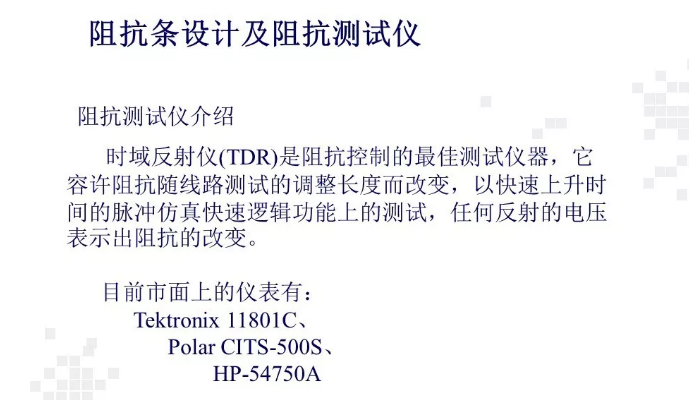 阻抗条设计及阻抗测试仪
阻抗测试仪介绍
时域反射仪(TDR)是阻抗控制的最佳测试仪器，它
容许阻抗随线路测试的调整长度而改变，以快速上升时
间的脉冲仿真快速逻辑功能上的测试，任何反射的电压
表示出阻抗的改变。
目前市面上的仪表有：
Tektronix 11801C、
Polar CITS-500S、
HP-54750A